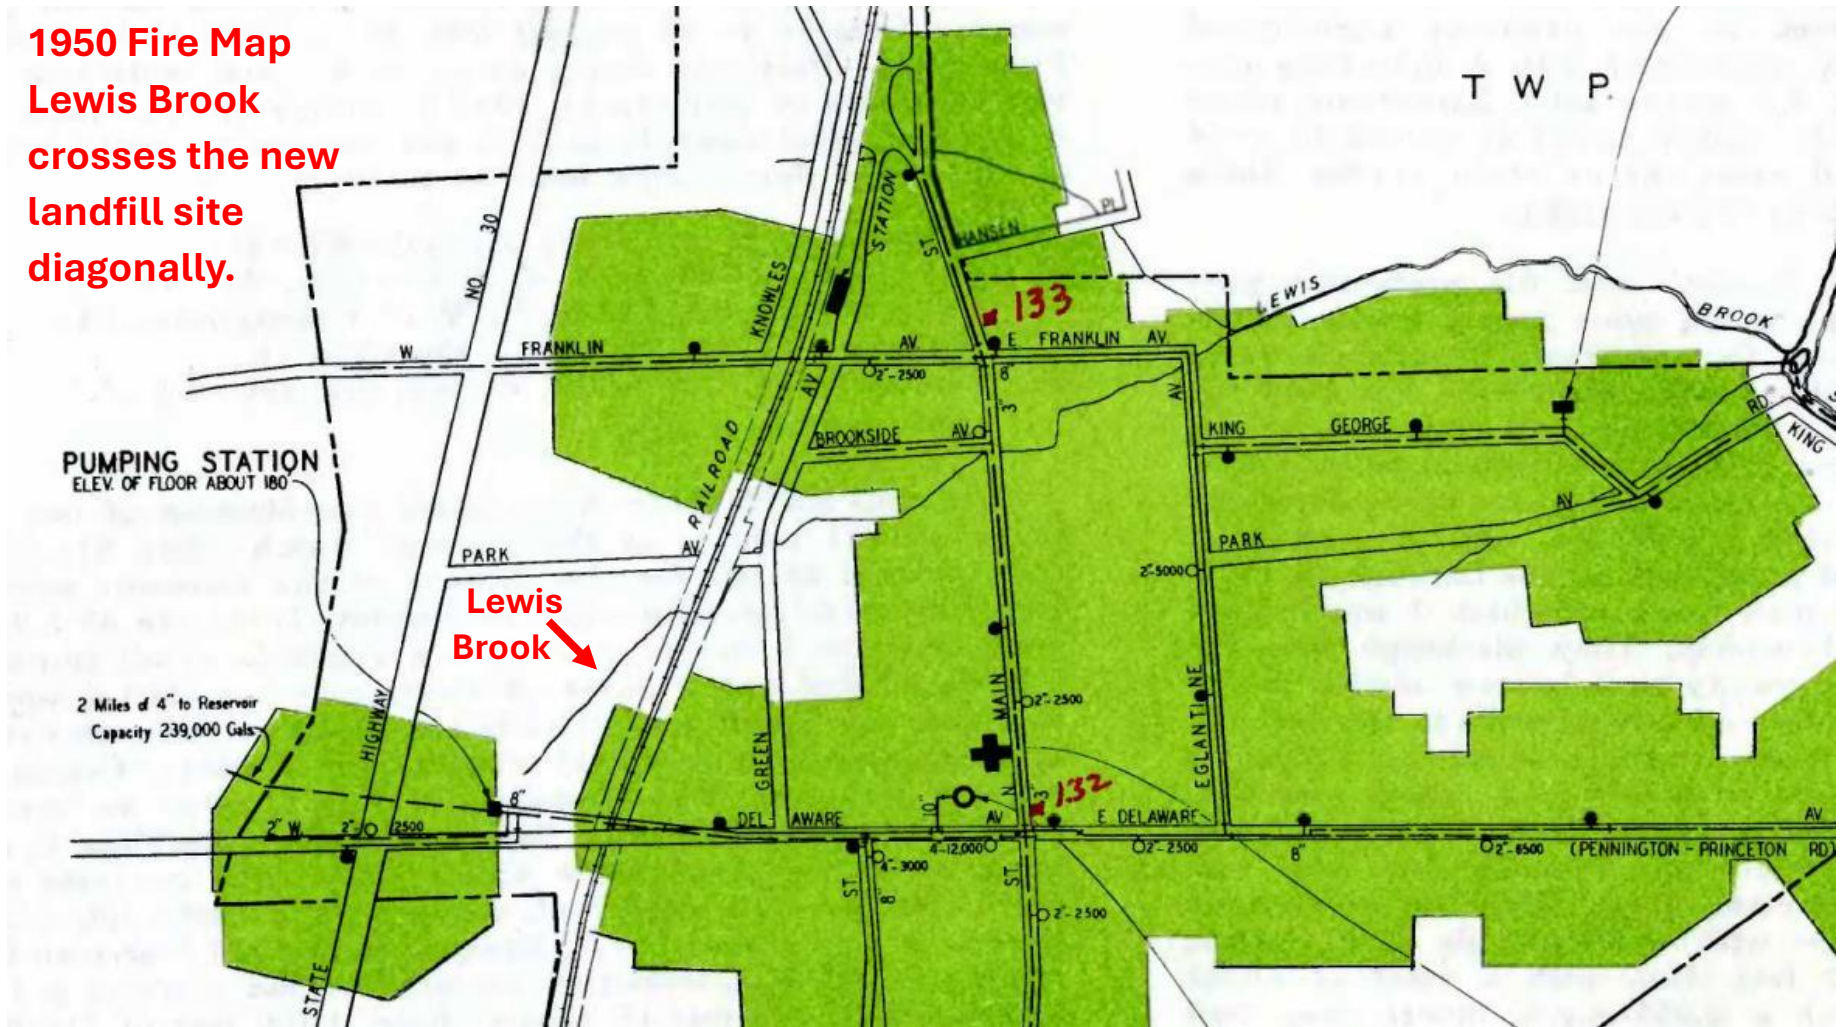 1950 Fire Map
Lewis Brook
crosses the new
landfill site
diagonally.
T W P.
NO 30
KNOWLES
STATION
ST.
HANSEN
PL
133
LEWIS
BROOK
W. FRANKLIN AV
E FRANKLIN AV
2"-2500
8"
3"
AV
AV
BROOKSIDE AV.
KING GEORGE
RD
KING
RAILROAD
PUMPING STATION
ELEV. OF FLOOR ABOUT 180
PARK AV
PARK AV
2"-5000
Lewis
Brook
MAIN
2"-2500
EGLANTINE
2 Miles of 4" to Reservoir
Capacity 239,000 Gals.
HIGHWAY
GREEN
N
3"
132
8"
10"
2" W.
2" 2500
DEL- AWARE AV
E DELAWARE
AV
4-12,000
2"-2500
8"
2"-6500
(PENNINGTON-PRINCETON RD)
4"-3000
ST.
8"
ST.
2"-2500
STATE